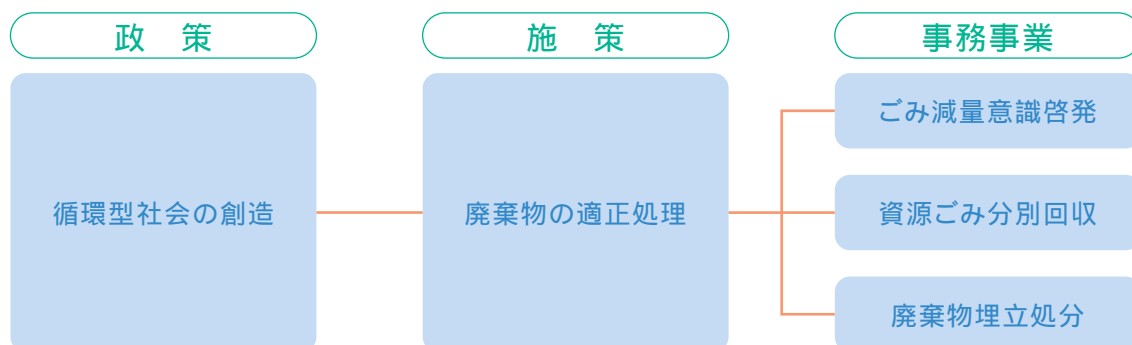 政　策
施　策
事務事業
循環型社会の創造
廃棄物の適正処理
ごみ減量意識啓発
資源ごみ分別回収
廃棄物埋立処分